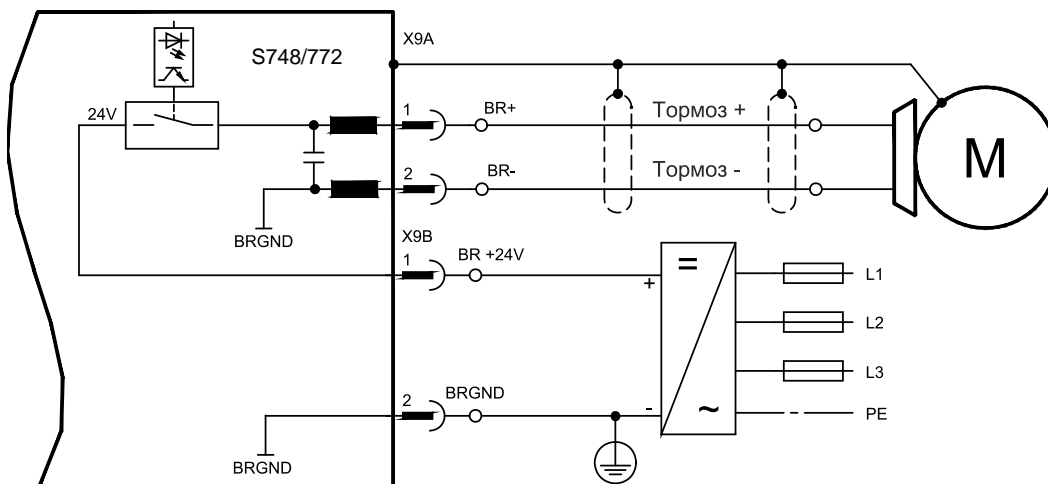 S748/772
X9A
24V
1
BR+
Тормоз +
M
2
BR-
Тормоз -
BRGND
X9B
1
BR +24V
=
+
L1
L2
L3
2
BRGND
-
~
PE
BRGND